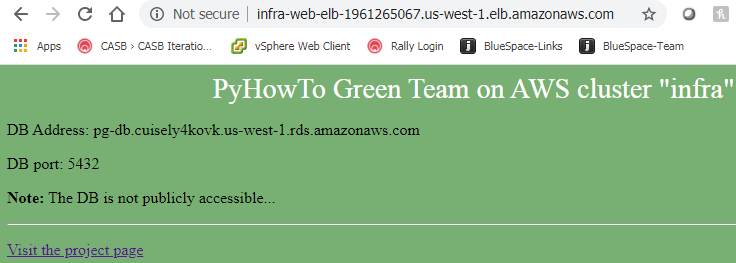 Not secure | infra-web-elb-1961265067.us-west-1.elb.amazonaws.com
Apps CASB › CASB Iteratio... vSphere Web Client Rally Login BlueSpace-Links BlueSpace-Team
PyHowTo Green Team on AWS cluster "infra"
DB Address: pg-db.cuisely4kovk.us-west-1.rds.amazonaws.com
DB port: 5432
Note: The DB is not publicly accessible...
Visit the project page